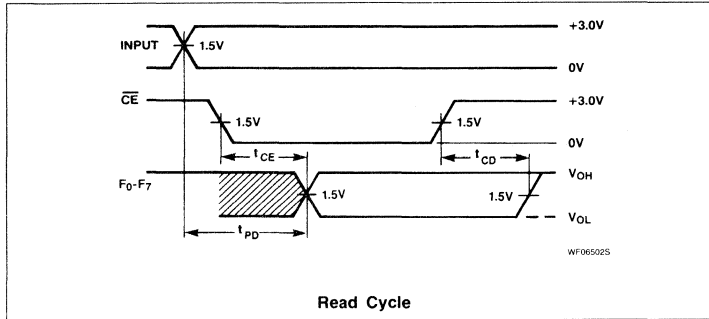 +3.0V
INPUT 1.5V
0V
CE +3.0V
1.5V 1.5V
0V
tCE tCD
F0-F7 VOH
1.5V 1.5V
VOL
tPD
WF06502S
Read Cycle